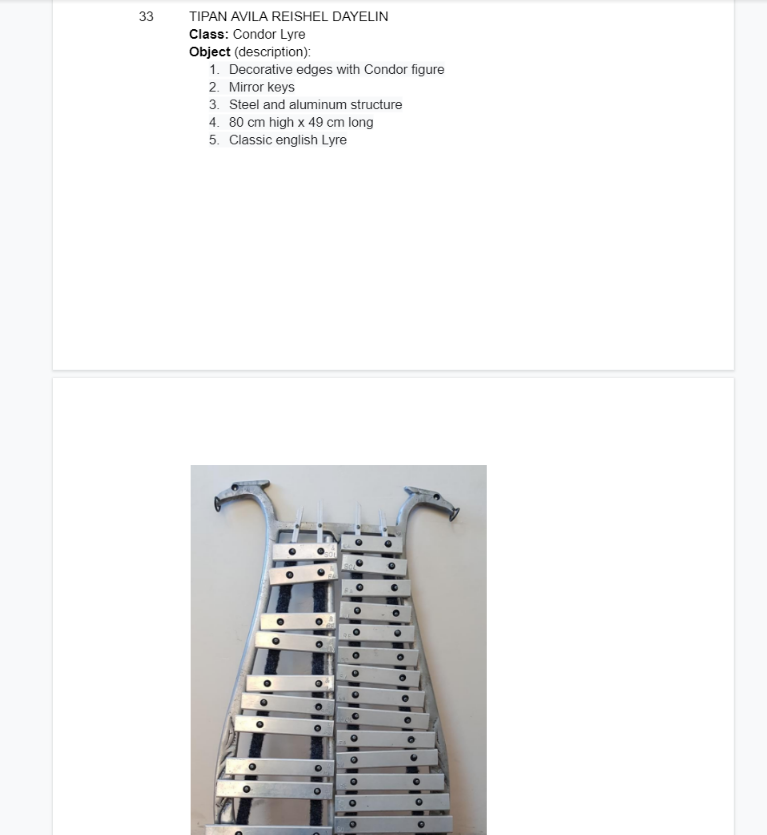 33 TIPAN AVILA REISHEL DAYELIN
Class: Condor Lyre
Object (description):
1. Decorative edges with Condor figure
2. Mirror keys
3. Steel and aluminum structure
4. 80 cm high x 49 cm long
5. Classic english Lyre